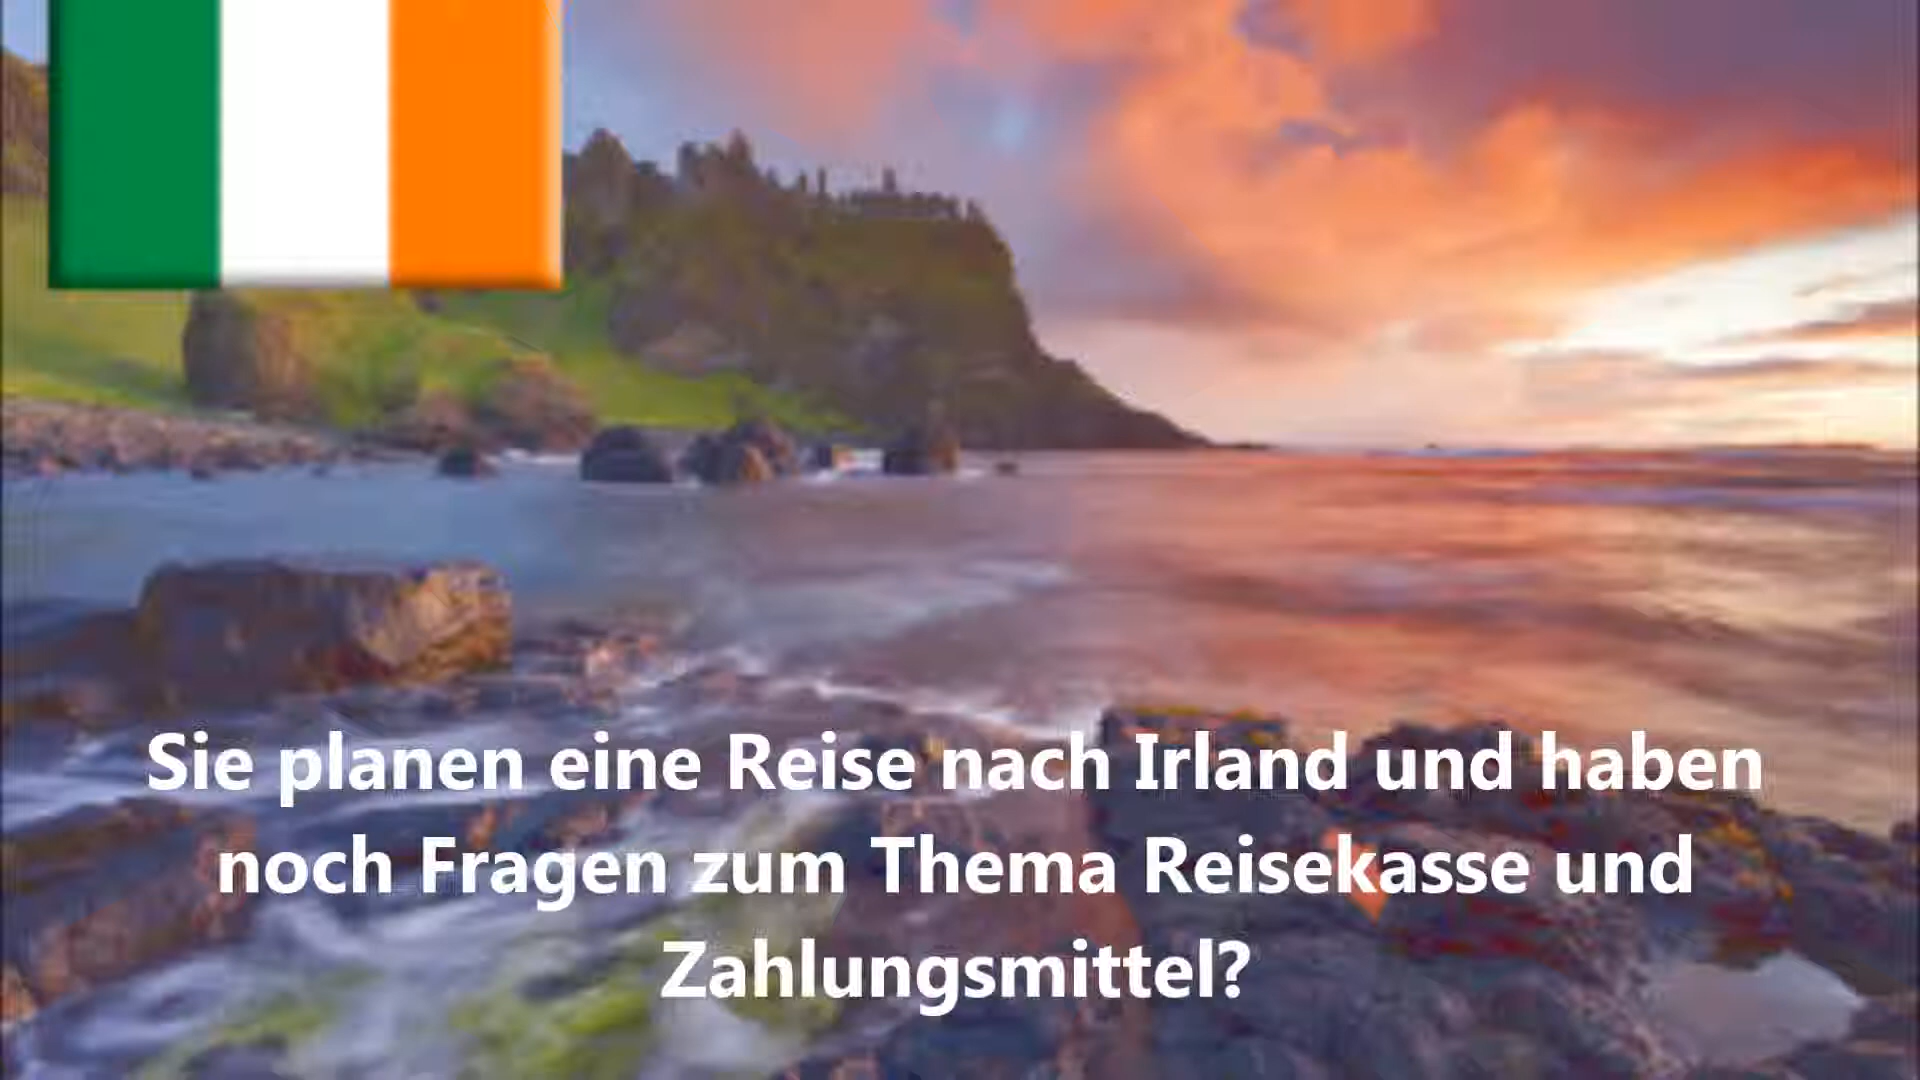 Sie planen eine Reise nach Irland und haben
noch Fragen zum Thema Reisekasse und
Zahlungsmittel?